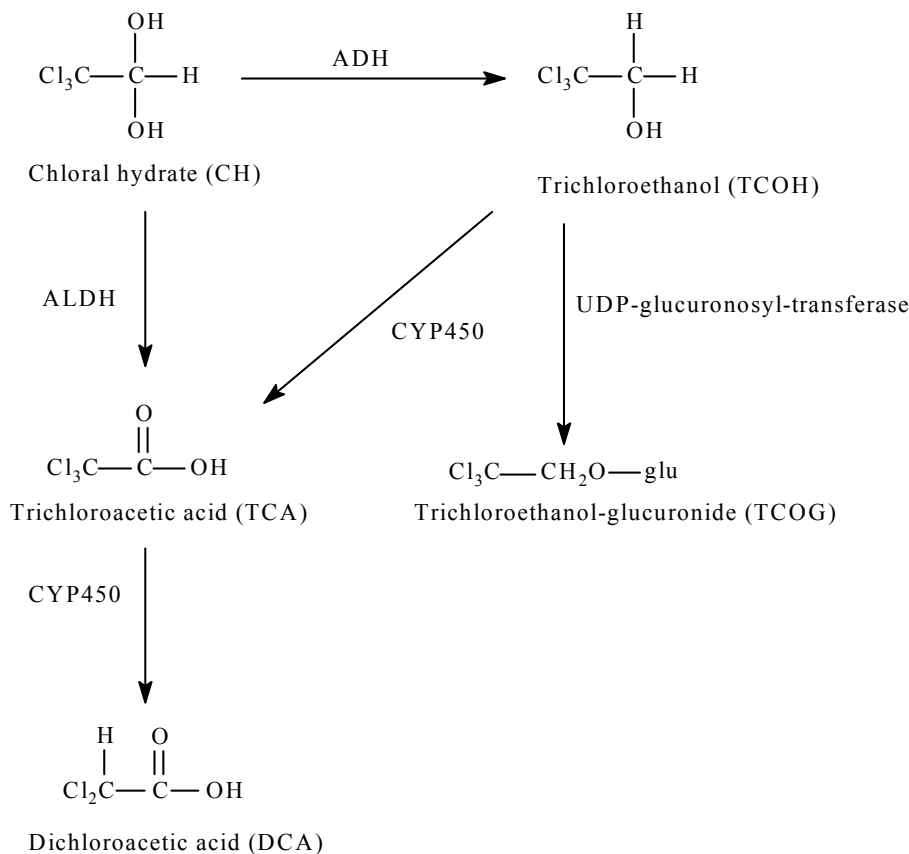 OH
Cl₃C—C—H
OH
Chloral hydrate (CH)
ADH
H
Cl₃C—C—H
OH
Trichloroethanol (TCOH)
ALDH
CYP450
UDP-glucuronosyl-transferase
O
Cl₃C—C—OH
Trichloroacetic acid (TCA)
Cl₃C—CH₂O—glu
Trichloroethanol-glucuronide (TCOG)
CYP450
H O
Cl₂C—C—OH
Dichloroacetic acid (DCA)